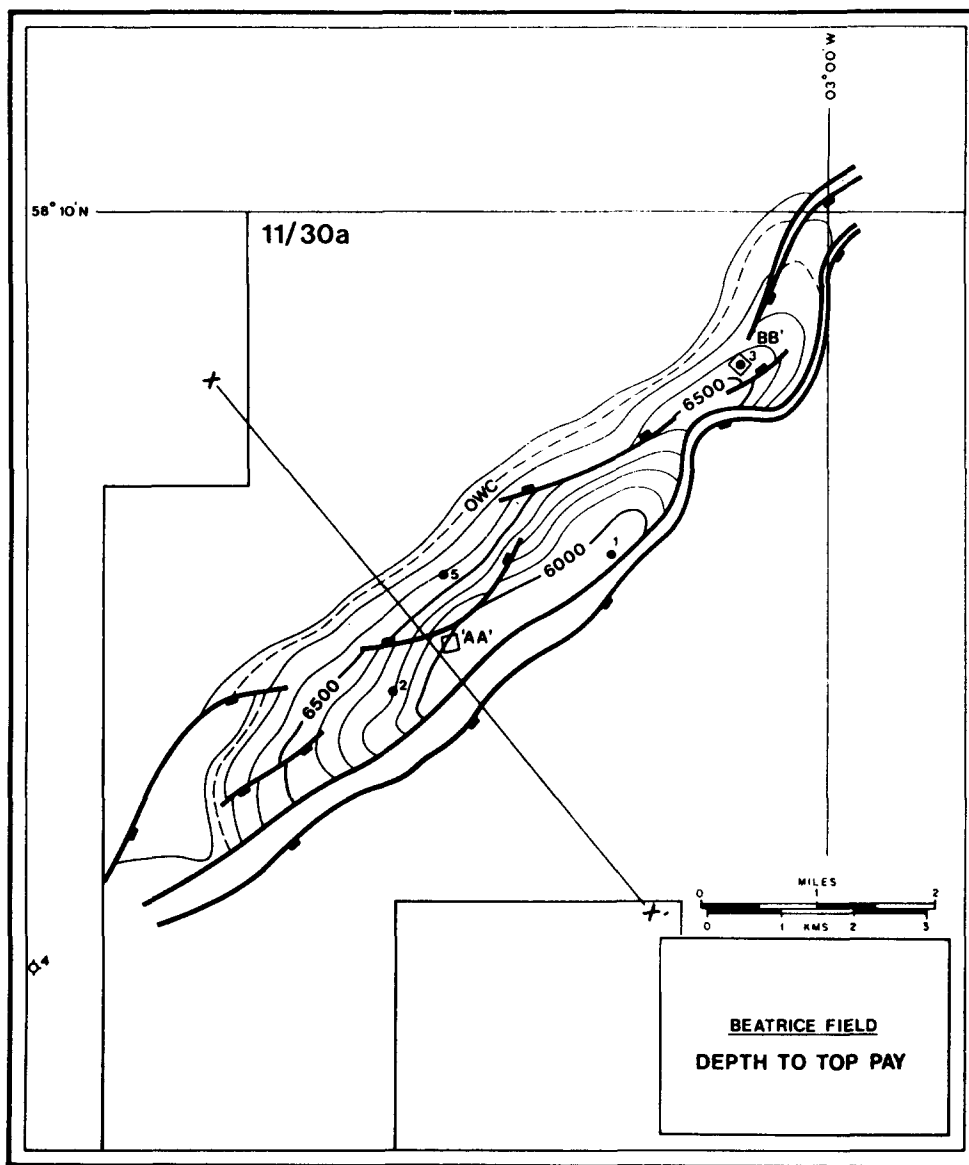 03°00'W
58°10'N
11/30a
BB'
3
6500
OWC
1
6000
5
'AA'
2
6500
4
MILES
0 1 2
0 1 KMS 2 3
BEATRICE FIELD
DEPTH TO TOP PAY